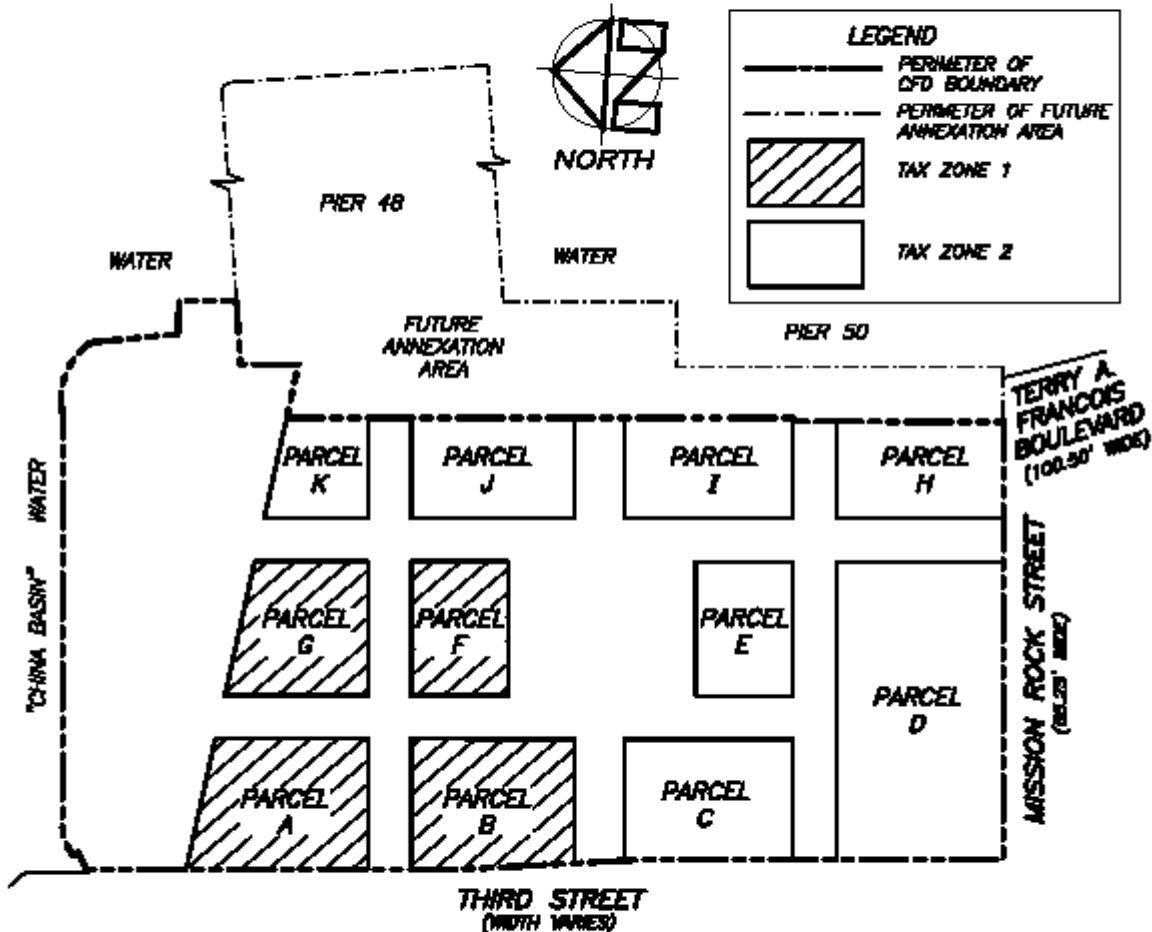 LEGEND
PERIMETER OF
CFD BOUNDARY
PERIMETER OF FUTURE
ANNEXATION AREA
TAX ZONE 1
TAX ZONE 2
NORTH
PIER 48
WATER
WATER
FUTURE
ANNEXATION
AREA
PIER 50
TERRY A.
FRANCOIS
BOULEVARD
(100.50' WIDE)
PARCEL
K
PARCEL
J
PARCEL
I
PARCEL
H
WATER
"CHINA BASIN"
PARCEL
G
PARCEL
F
PARCEL
E
PARCEL
D
MISSION ROCK STREET
WIDE)
PARCEL
A
PARCEL
B
PARCEL
C
THIRD STREET
(WIDTH VARIES)